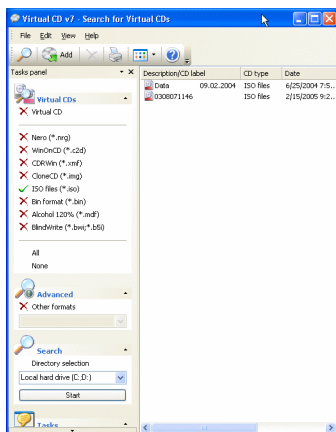 Virtual CD v7 - Search for Virtual CDs
File Edit View Help
Add
Tasks panel
Description/CD label CD type Date
Data 09.02.2004 ISO files 6/25/2004 7:5...
0308071146 ISO files 2/15/2005 9:2...
Virtual CDs
Virtual CD
Nero (*.nrg)
WinOnCD (*.c2d)
CDRWin (*.xmf)
CloneCD (*.img)
ISO files (*.iso)
Bin format (*.bin)
Alcohol 120% (*.mdf)
BlindWrite (*.bwi;*.b5i)
All
None
Advanced
Other formats
Search
Directory selection
Local hard drive (C:;D:)
Start
Tasks